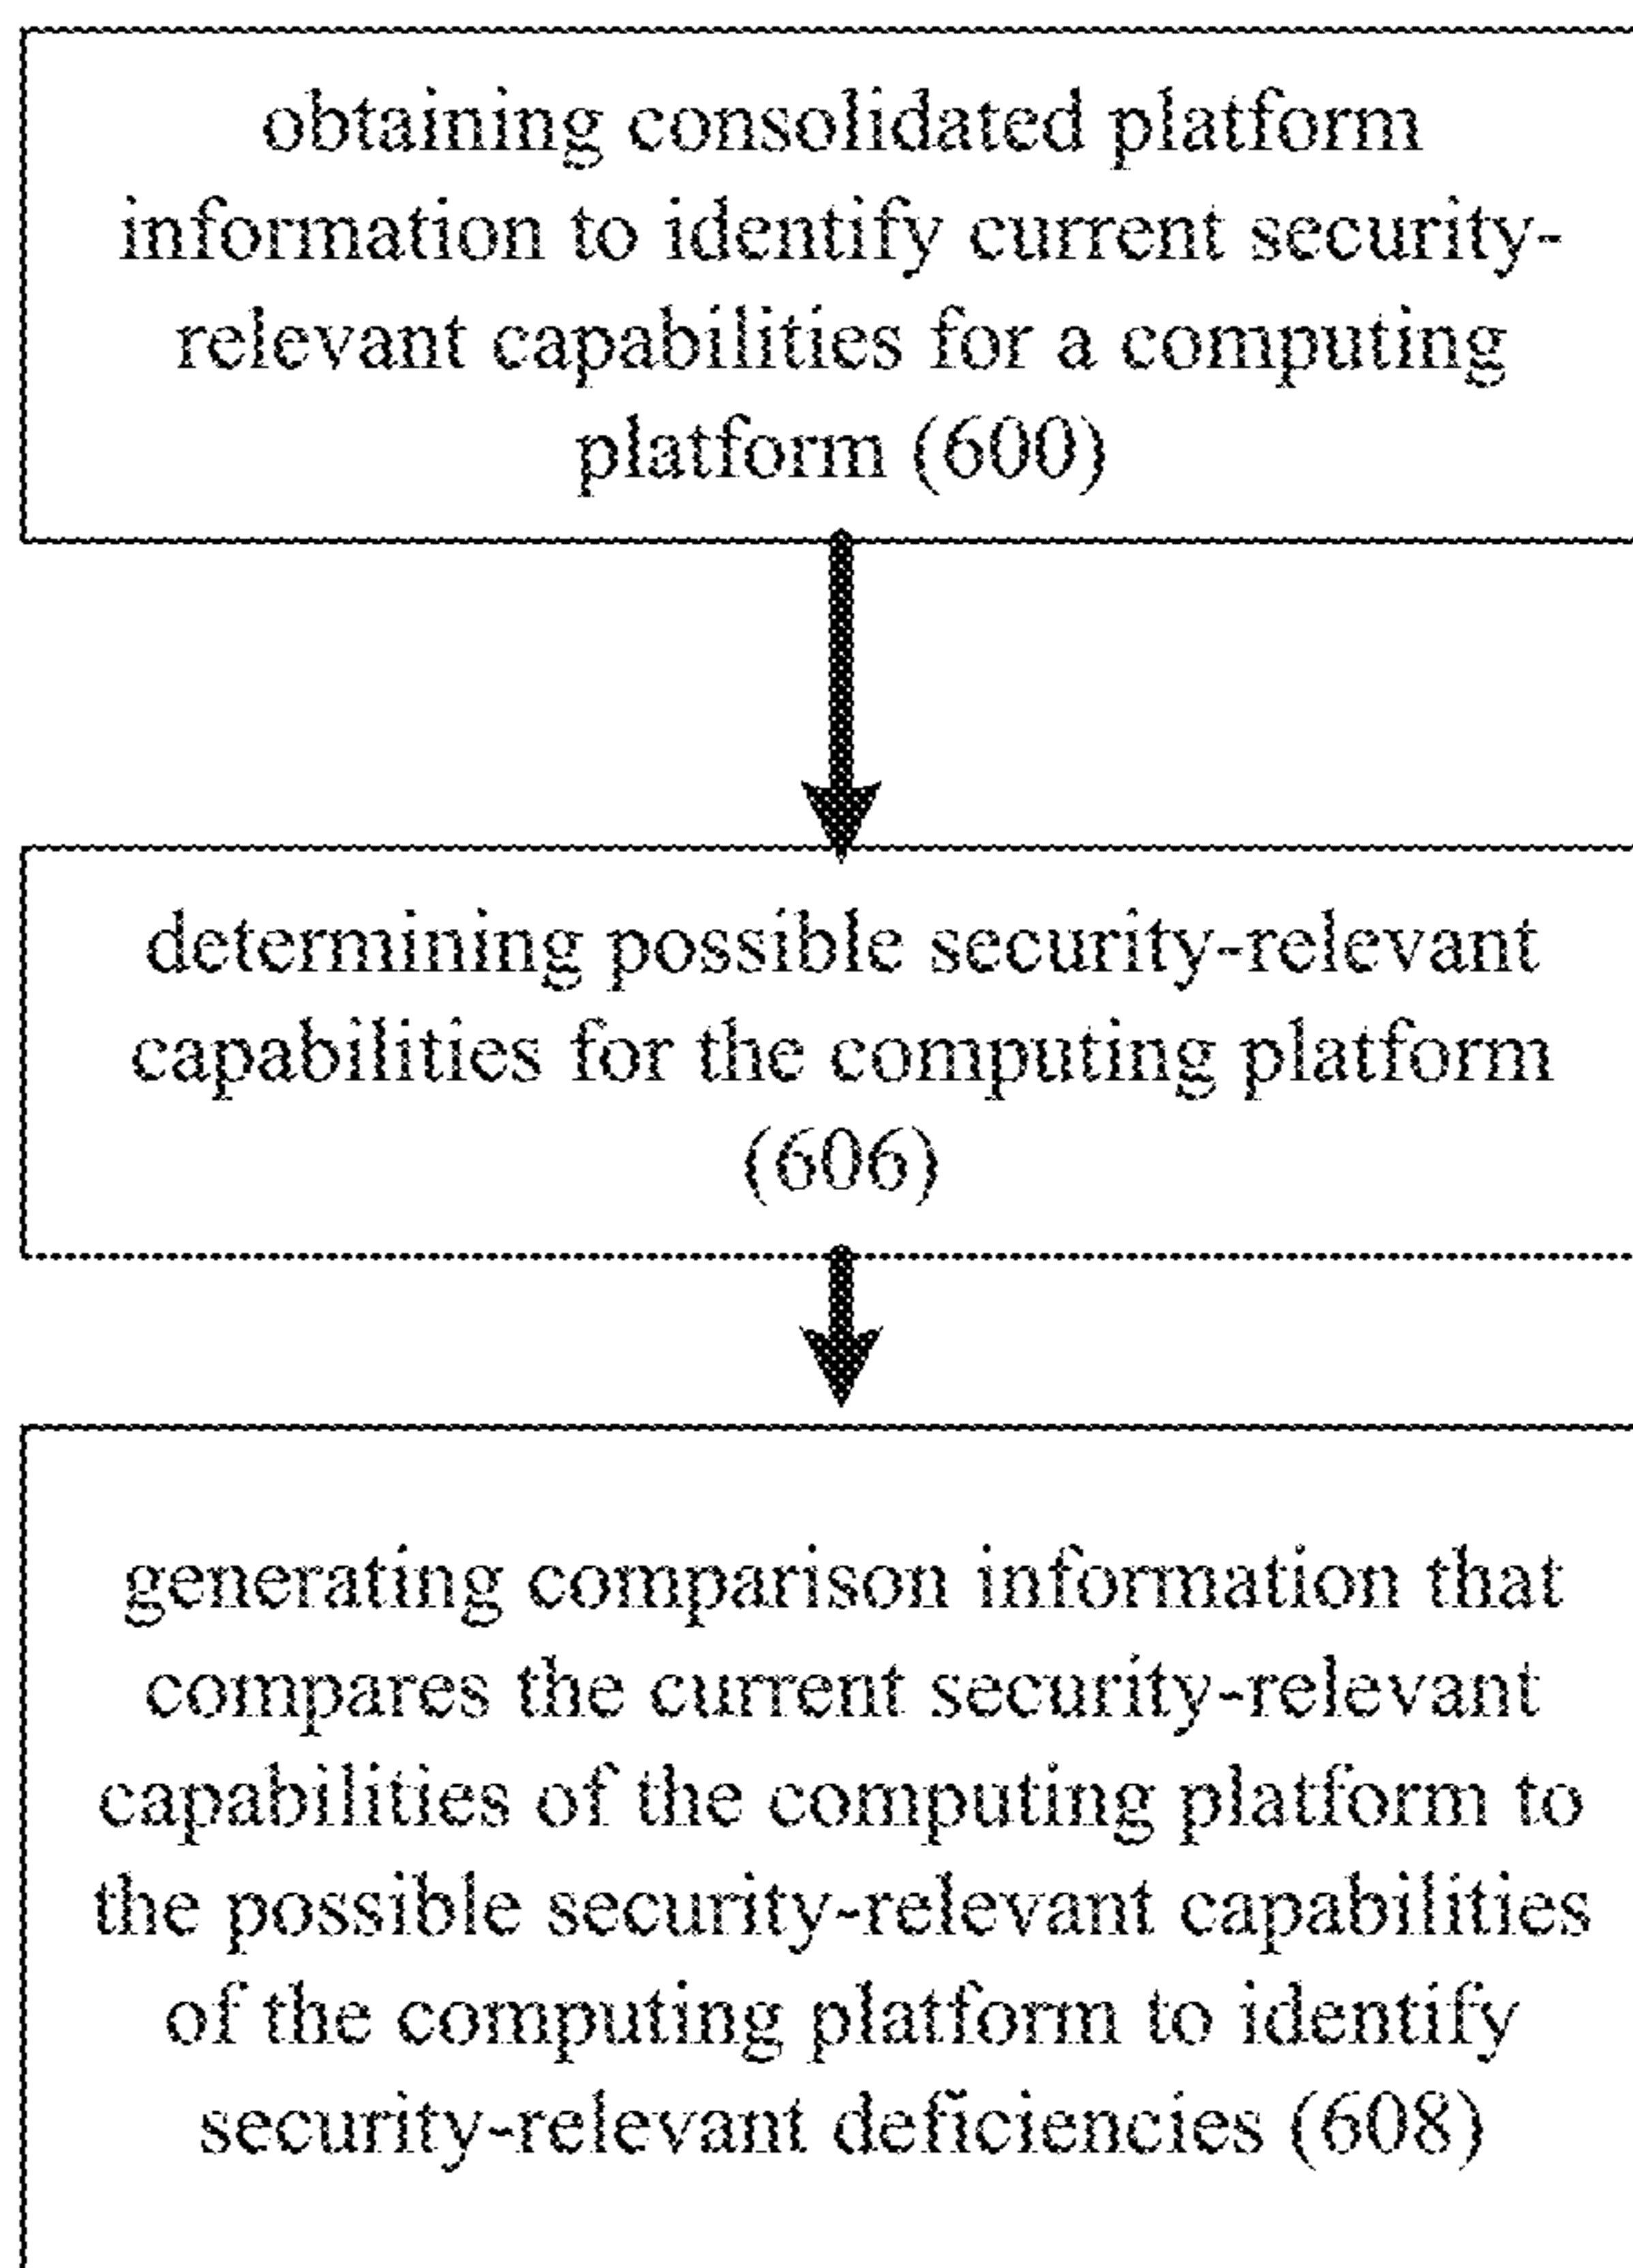 obtaining consolidated platform
information to identify current security-
relevant capabilities for a computing
platform (600)
determining possible security-relevant
capabilities for the computing platform
(606)
generating comparison information that
compares the current security-relevant
capabilities of the computing platform to
the possible security-relevant capabilities
of the computing platform to identify
security-relevant deficiencies (608)